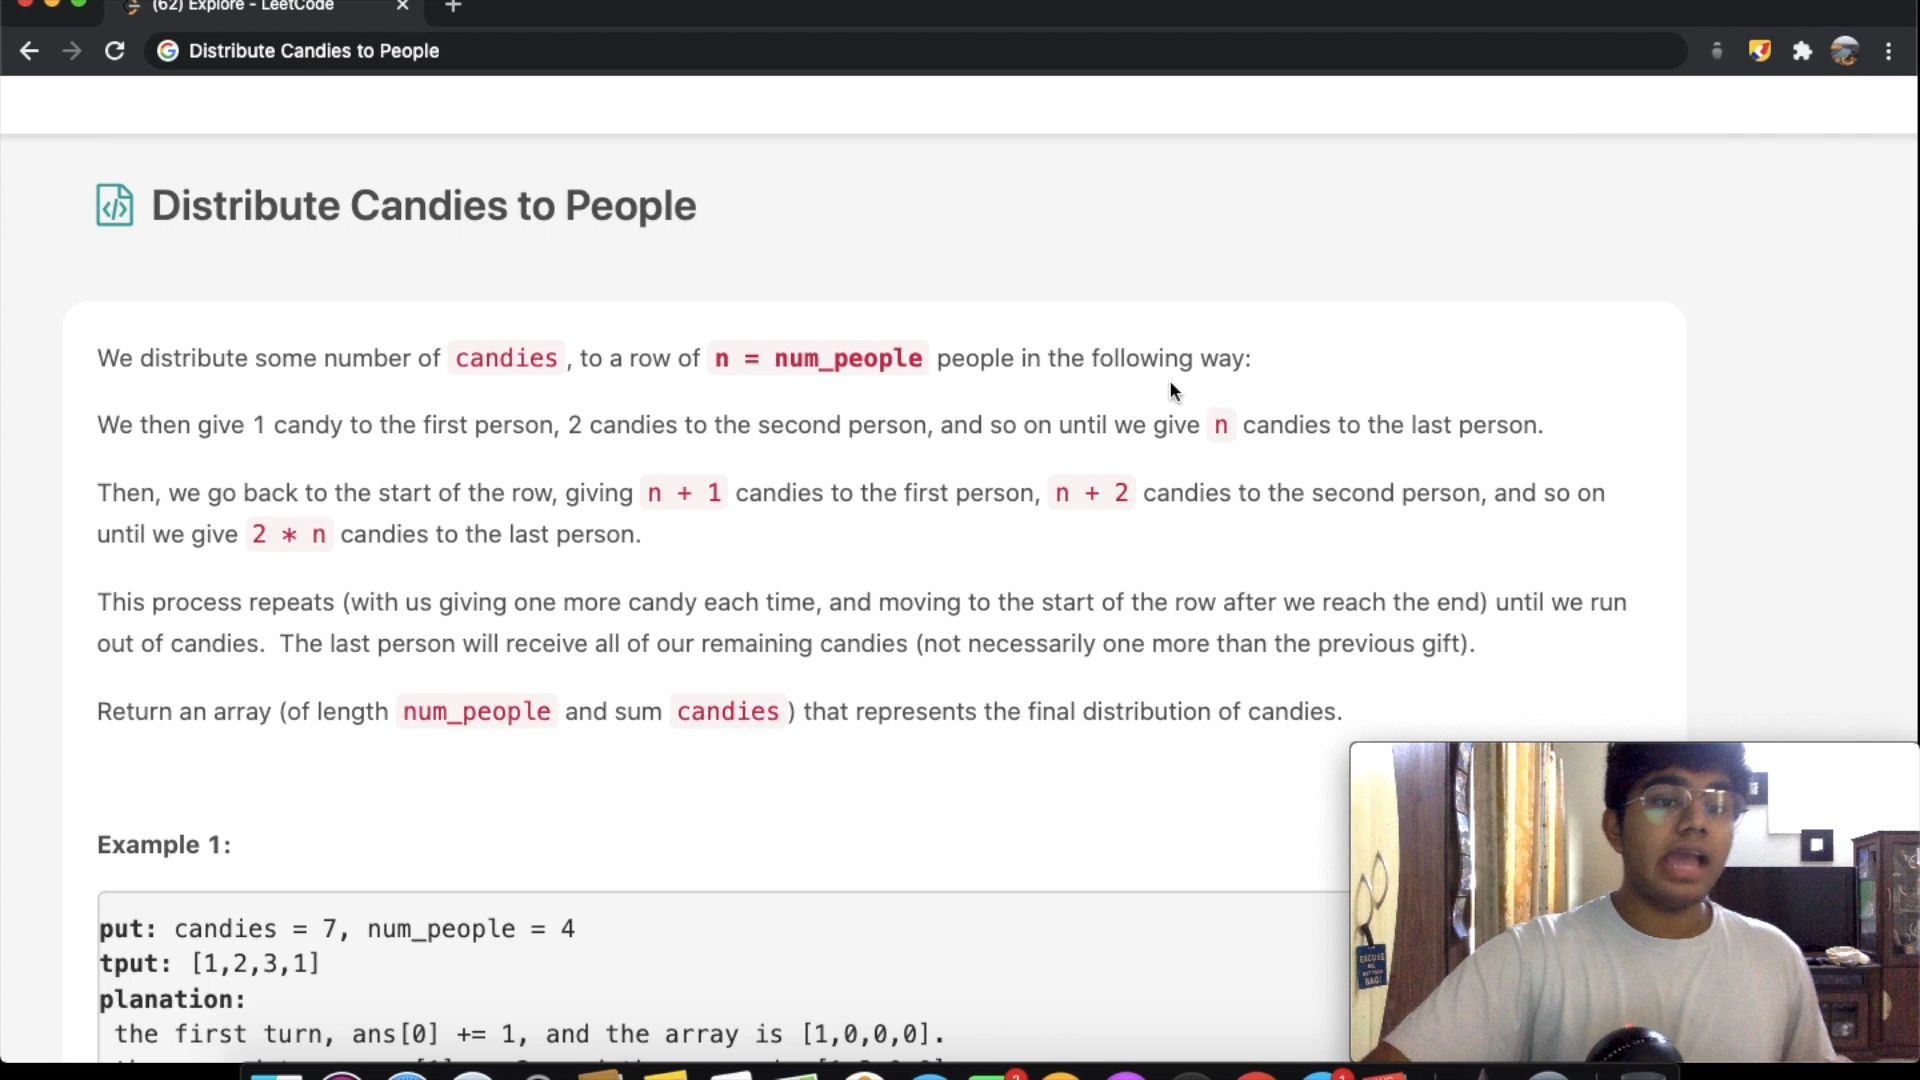 (62) Explore - LeetCode
Distribute Candies to People
Distribute Candies to People
We distribute some number of candies, to a row of n = num_people people in the following way:
We then give 1 candy to the first person, 2 candies to the second person, and so on until we give n candies to the last person.
Then, we go back to the start of the row, giving n + 1 candies to the first person, n + 2 candies to the second person, and so on
until we give 2 * n candies to the last person.
This process repeats (with us giving one more candy each time, and moving to the start of the row after we reach the end) until we run
out of candies. The last person will receive all of our remaining candies (not necessarily one more than the previous gift).
Return an array (of length num_people and sum candies) that represents the final distribution of candies.
Example 1:
put: candies = 7, num_people = 4
tput: [1,2,3,1]
planation:
the first turn, ans[0] += 1, and the array is [1,0,0,0].
EXCUSE
BAG!